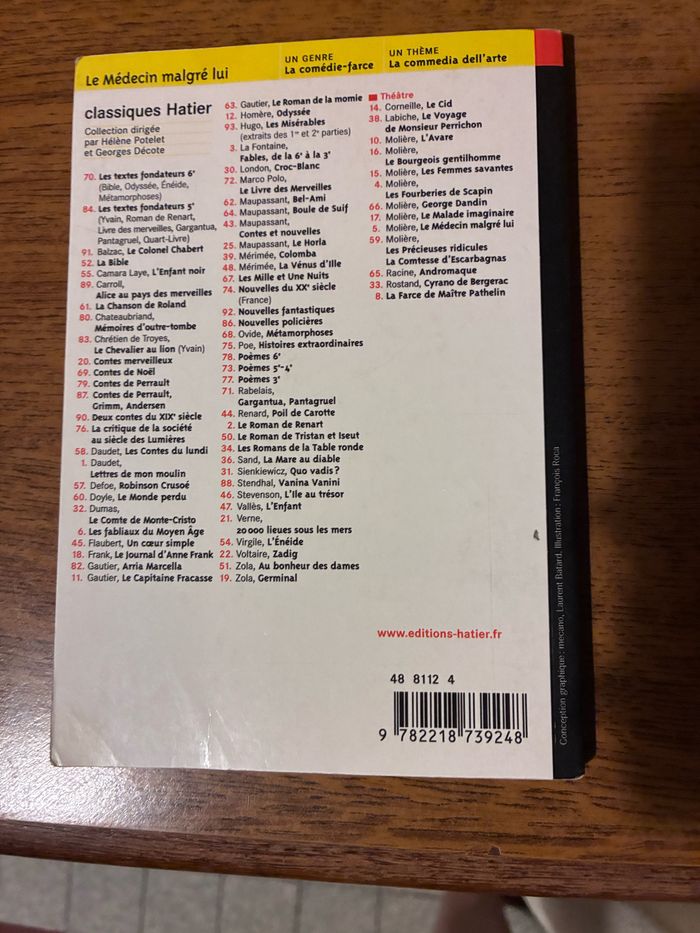 Le Médecin malgré lui
UN GENRE
La comédie-farce
UN THÈME
La commedia dell'arte
classiques Hatier
Collection dirigée
par Hélène Potelet
et Georges Décote
70. Les textes fondateurs 6e
(Bible, Odyssée, Énéide,
Métamorphoses)
84. Les textes fondateurs 5e
(Yvain, Roman de Renart,
Livre des merveilles, Gargantua,
Pantagruel, Quart-Livre)
91. Balzac, Le Colonel Chabert
52. La Bible
55. Camara Laye, L'Enfant noir
89. Carroll,
Alice au pays des merveilles
61. La Chanson de Roland
80. Chateaubriand,
Mémoires d'outre-tombe
83. Chrétien de Troyes,
Le Chevalier au lion (Yvain)
20. Contes merveilleux
69. Contes de Noël
79. Contes de Perrault
87. Contes de Perrault,
Grimm, Andersen
90. Deux contes du XIXe siècle
76. La critique de la société
au siècle des Lumières
58. Daudet, Les Contes du lundi
1. Daudet,
Lettres de mon moulin
57. Defoe, Robinson Crusoé
60. Doyle, Le Monde perdu
32. Dumas,
Le Comte de Monte-Cristo
6. Les fabliaux du Moyen Âge
45. Flaubert, Un cœur simple
18. Frank, Le Journal d'Anne Frank
82. Gautier, Arria Marcella
11. Gautier, Le Capitaine Fracasse
63. Gautier, Le Roman de la momie
12. Homère, Odyssée
93. Hugo, Les Misérables
(extraits des 1re et 2e parties)
3. La Fontaine,
Fables, de la 6e à la 3e
30. London, Croc-Blanc
72. Marco Polo,
Le Livre des Merveilles
62. Maupassant, Bel-Ami
64. Maupassant, Boule de Suif
43. Maupassant,
Contes et nouvelles
25. Maupassant, Le Horla
39. Mérimée, Colomba
48. Mérimée, La Vénus d'Ille
67. Les Mille et Une Nuits
74. Nouvelles du XXe siècle
(France)
92. Nouvelles fantastiques
86. Nouvelles policières
68. Ovide, Métamorphoses
75. Poe, Histoires extraordinaires
78. Poèmes 6e
73. Poèmes 5e-4e
77. Poèmes 3e
71. Rabelais,
Gargantua, Pantagruel
44. Renard, Poil de Carotte
2. Le Roman de Renart
50. Le Roman de Tristan et Iseut
34. Les Romans de la Table ronde
36. Sand, La Mare au diable
31. Sienkiewicz, Quo vadis ?
88. Stendhal, Vanina Vanini
46. Stevenson, L'Ile au trésor
47. Vallès, L'Enfant
21. Verne,
20 000 lieues sous les mers
54. Virgile, L'Énéide
22. Voltaire, Zadig
51. Zola, Au bonheur des dames
19. Zola, Germinal
Théâtre
14. Corneille, Le Cid
38. Labiche, Le Voyage
de Monsieur Perrichon
10. Molière, L'Avare
16. Molière,
Le Bourgeois gentilhomme
15. Molière, Les Femmes savantes
4. Molière,
Les Fourberies de Scapin
66. Molière, George Dandin
17. Molière, Le Malade imaginaire
5. Molière, Le Médecin malgré lui
59. Molière,
Les Précieuses ridicules
La Comtesse d'Escarbagnas
65. Racine, Andromaque
33. Rostand, Cyrano de Bergerac
8. La Farce de Maître Pathelin
www.editions-hatier.fr
48 8112 4
9 782218 739248
Conception graphique : mecano, Laurent Batard. Illustration : François Roca